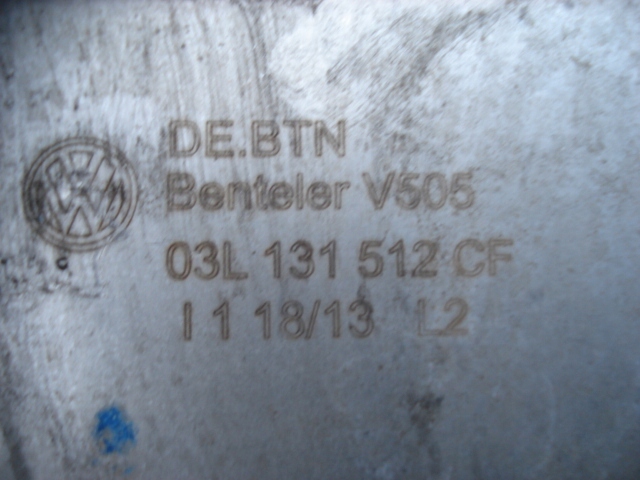 DE.BTN
Benteler V505
03L 131 512 CF
I 1 18/13 L2